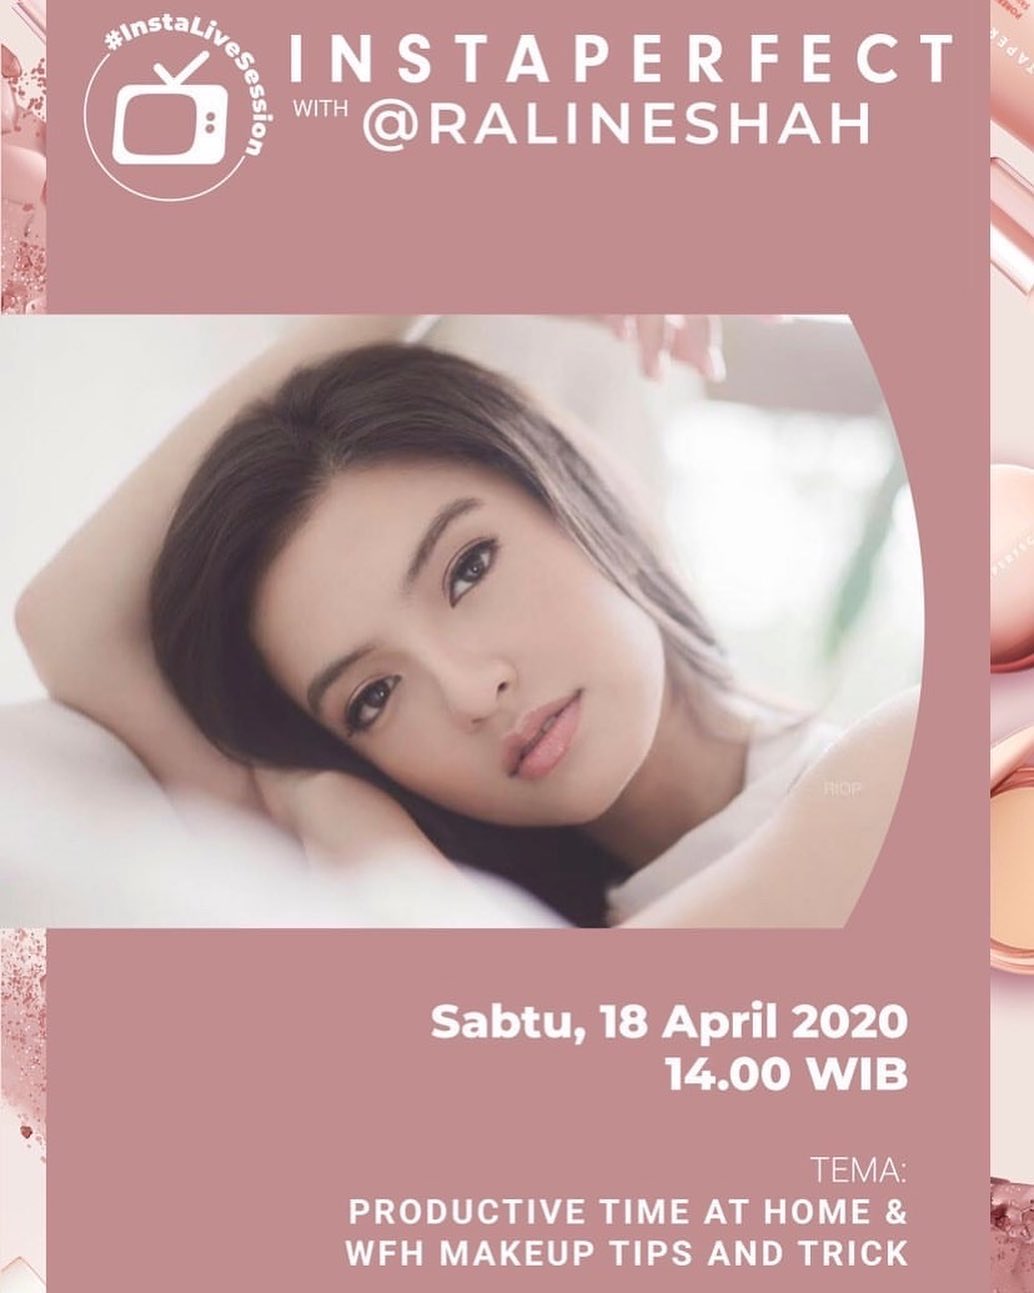 #InstaLiveSession
INSTAPERFECT
WITH @RALINESHAH
RIOP
Sabtu, 18 April 2020
14.00 WIB
TEMA:
PRODUCTIVE TIME AT HOME &
WFH MAKEUP TIPS AND TRICK